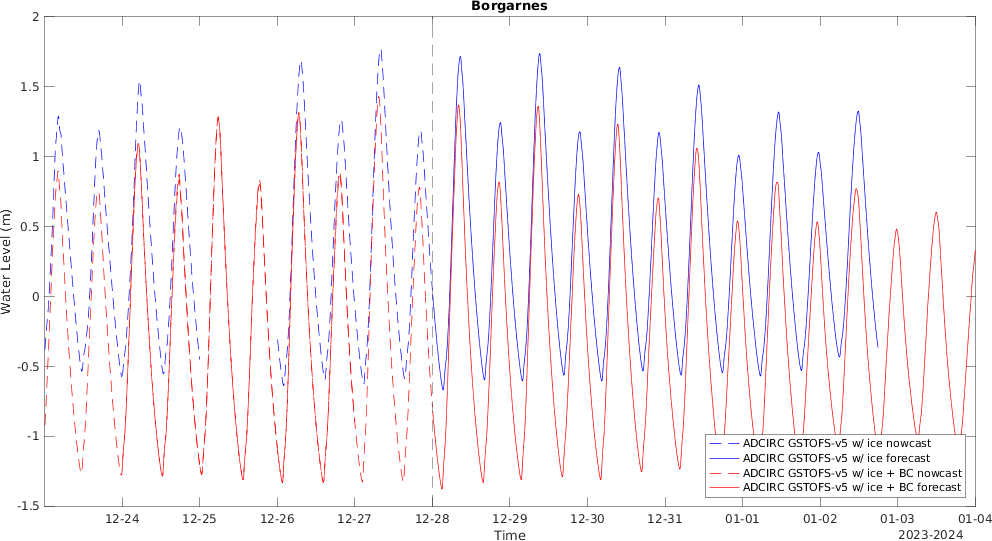 Borgarnes
2
1.5
1
0.5
0
-0.5
-1
-1.5
Water Level (m)
12-24 12-25 12-26 12-27 12-28 12-29 12-30 12-31 01-01 01-02 01-03 01-04
Time
2023-2024
ADCIRC GSTOFS-v5 w/ ice nowcast
ADCIRC GSTOFS-v5 w/ ice forecast
ADCIRC GSTOFS-v5 w/ ice + BC nowcast
ADCIRC GSTOFS-v5 w/ ice + BC forecast